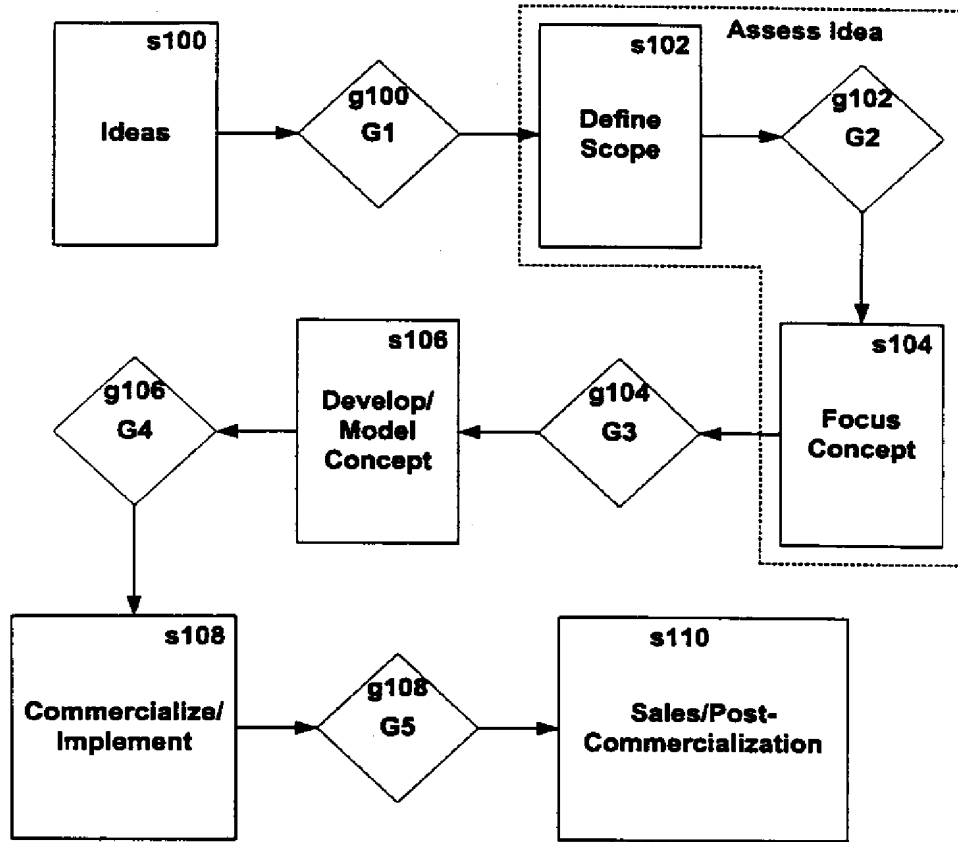 s100
Ideas
g100
G1
Assess Idea
s102
Define
Scope
g102
G2
s104
Focus
Concept
g104
G3
s106
Develop/
Model
Concept
g106
G4
s108
Commercialize/
Implement
g108
G5
s110
Sales/Post-
Commercialization